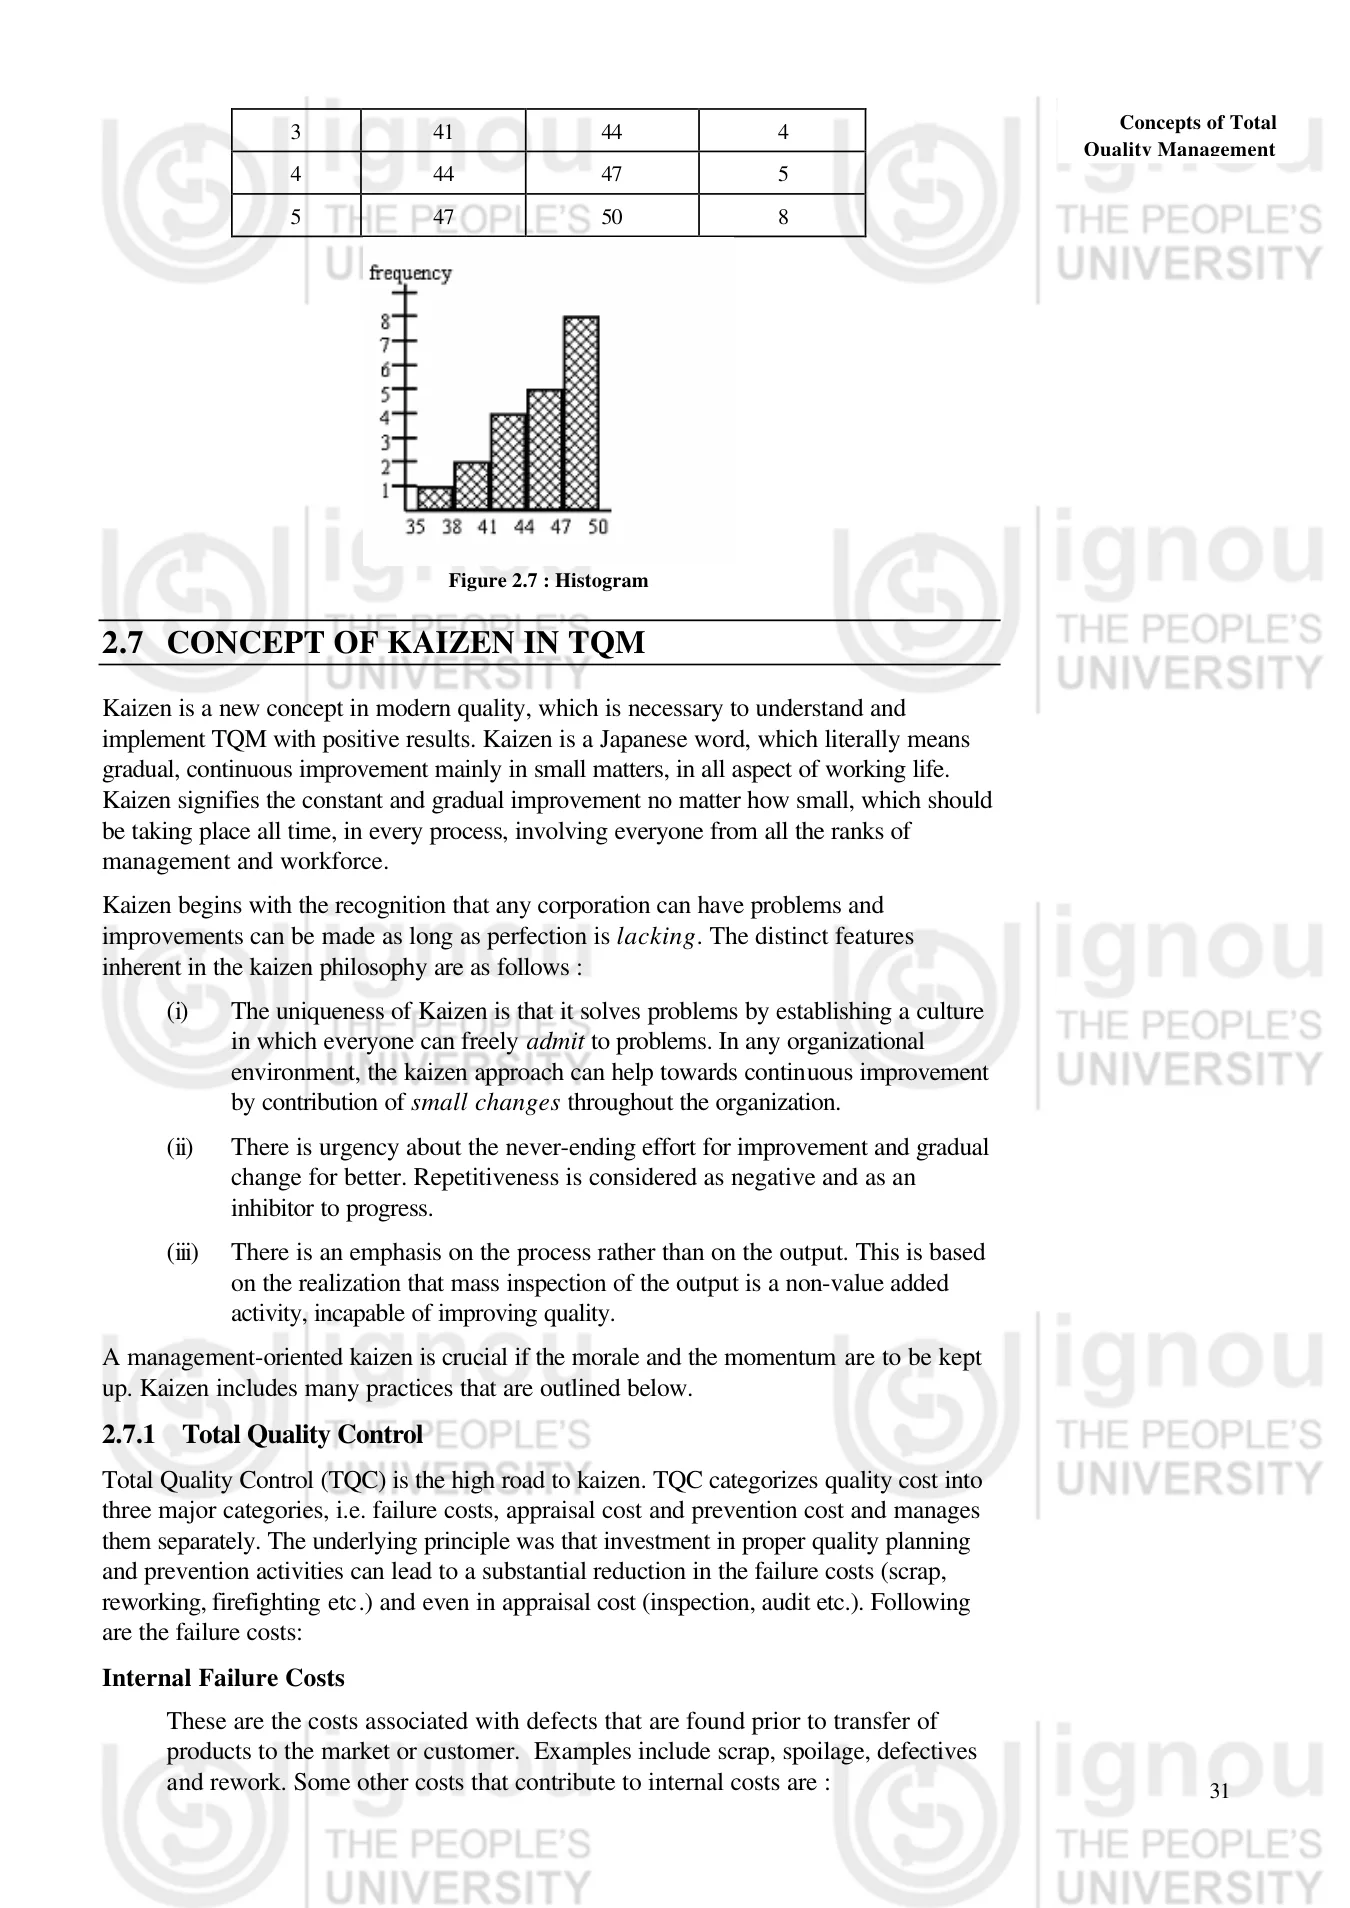 Concepts of Total
Quality Management
3 41 44 4
4 44 47 5
5 47 50 8
frequency
8
7
6
5
4
3
2
1
35 38 41 44 47 50
Figure 2.7 : Histogram
2.7 CONCEPT OF KAIZEN IN TQM
Kaizen is a new concept in modern quality, which is necessary to understand and
implement TQM with positive results. Kaizen is a Japanese word, which literally means
gradual, continuous improvement mainly in small matters, in all aspect of working life.
Kaizen signifies the constant and gradual improvement no matter how small, which should
be taking place all time, in every process, involving everyone from all the ranks of
management and workforce.
Kaizen begins with the recognition that any corporation can have problems and
improvements can be made as long as perfection is lacking. The distinct features
inherent in the kaizen philosophy are as follows :
(i) The uniqueness of Kaizen is that it solves problems by establishing a culture
in which everyone can freely admit to problems. In any organizational
environment, the kaizen approach can help towards continuous improvement
by contribution of small changes throughout the organization.
(ii) There is urgency about the never-ending effort for improvement and gradual
change for better. Repetitiveness is considered as negative and as an
inhibitor to progress.
(iii) There is an emphasis on the process rather than on the output. This is based
on the realization that mass inspection of the output is a non-value added
activity, incapable of improving quality.
A management-oriented kaizen is crucial if the morale and the momentum are to be kept
up. Kaizen includes many practices that are outlined below.
2.7.1 Total Quality Control
Total Quality Control (TQC) is the high road to kaizen. TQC categorizes quality cost into
three major categories, i.e. failure costs, appraisal cost and prevention cost and manages
them separately. The underlying principle was that investment in proper quality planning
and prevention activities can lead to a substantial reduction in the failure costs (scrap,
reworking, firefighting etc.) and even in appraisal cost (inspection, audit etc.). Following
are the failure costs:
Internal Failure Costs
These are the costs associated with defects that are found prior to transfer of
products to the market or customer. Examples include scrap, spoilage, defectives
and rework. Some other costs that contribute to internal costs are :
31
ignou
THE PEOPLE'S
UNIVERSITY